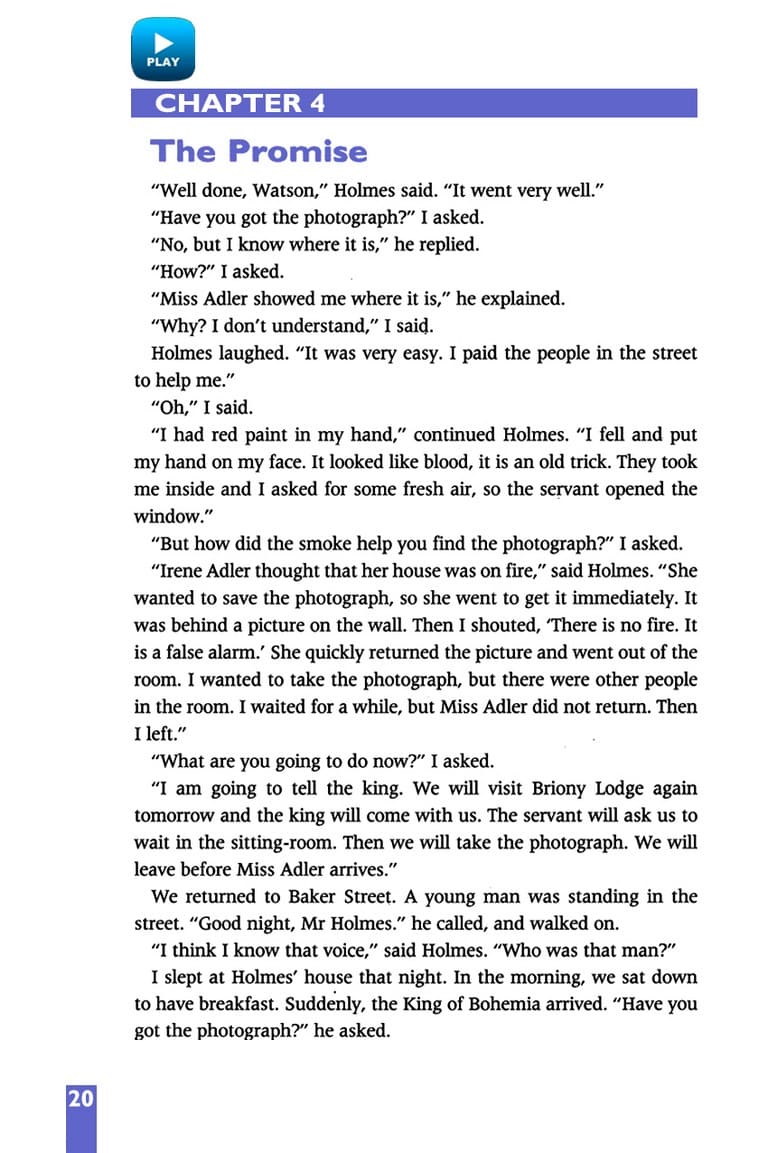 PLAY
CHAPTER 4
The Promise
“Well done, Watson,” Holmes said. “It went very well.”
“Have you got the photograph?” I asked.
“No, but I know where it is,” he replied.
“How?” I asked.
“Miss Adler showed me where it is,” he explained.
“Why? I don’t understand,” I said.
Holmes laughed. “It was very easy. I paid the people in the street
to help me.”
“Oh,” I said.
“I had red paint in my hand,” continued Holmes. “I fell and put
my hand on my face. It looked like blood, it is an old trick. They took
me inside and I asked for some fresh air, so the servant opened the
window.”
“But how did the smoke help you find the photograph?” I asked.
“Irene Adler thought that her house was on fire,” said Holmes. “She
wanted to save the photograph, so she went to get it immediately. It
was behind a picture on the wall. Then I shouted, ‘There is no fire. It
is a false alarm.’ She quickly returned the picture and went out of the
room. I wanted to take the photograph, but there were other people
in the room. I waited for a while, but Miss Adler did not return. Then
I left.”
“What are you going to do now?” I asked.
“I am going to tell the king. We will visit Briony Lodge again
tomorrow and the king will come with us. The servant will ask us to
wait in the sitting-room. Then we will take the photograph. We will
leave before Miss Adler arrives.”
We returned to Baker Street. A young man was standing in the
street. “Good night, Mr Holmes.” he called, and walked on.
“I think I know that voice,” said Holmes. “Who was that man?”
I slept at Holmes’ house that night. In the morning, we sat down
to have breakfast. Suddenly, the King of Bohemia arrived. “Have you
got the photograph?” he asked.
20